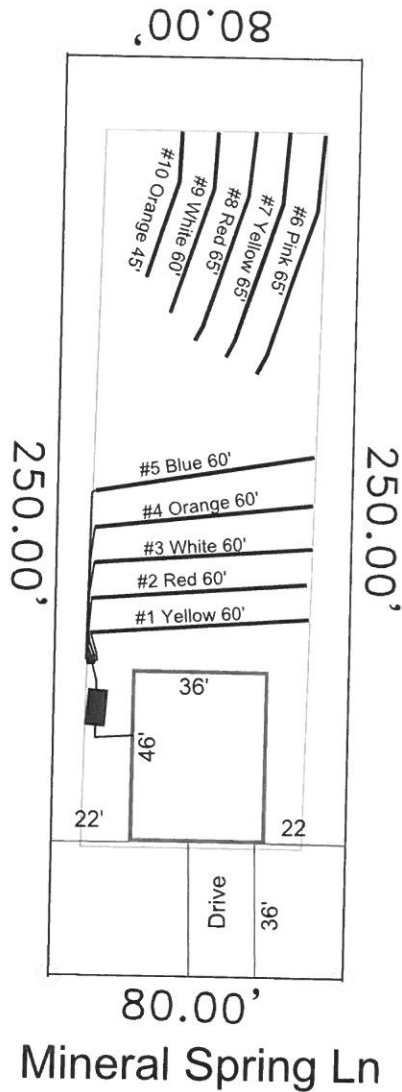 80.00'
#10 Orange 45'
#9 White 60'
#8 Red 65'
#7 Yellow 65'
#6 Pink 65'
250.00'
250.00'
#5 Blue 60'
#4 Orange 60'
#3 White 60'
#2 Red 60'
#1 Yellow 60'
36'
46'
22'
22
Drive
36'
80.00'
Mineral Spring Ln